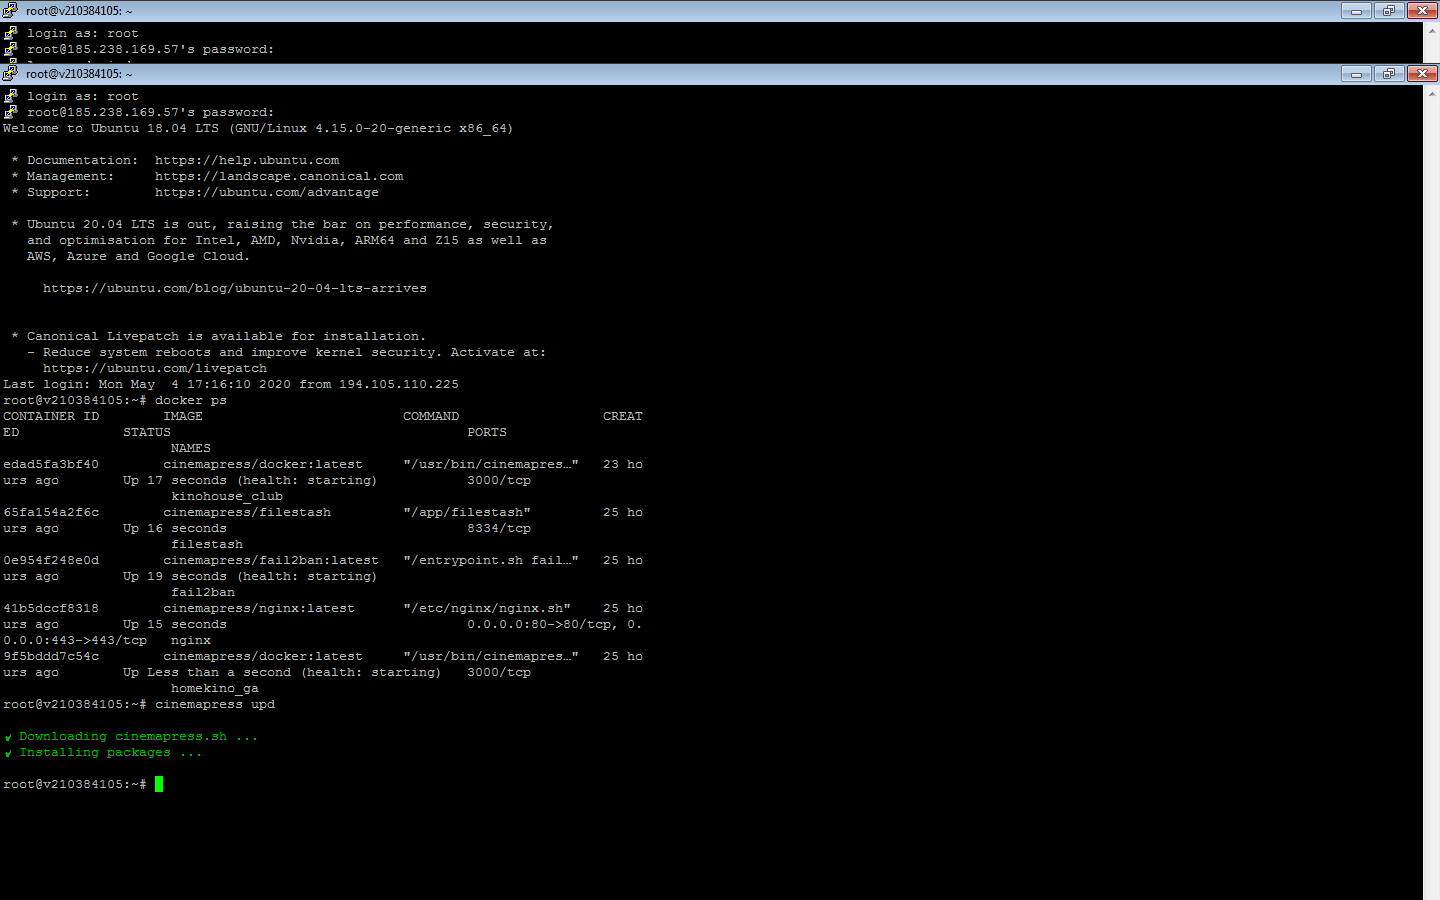 root@v210384105: ~
login as: root
root@185.238.169.57's password:
root@v210384105: ~
login as: root
root@185.238.169.57's password:
Welcome to Ubuntu 18.04 LTS (GNU/Linux 4.15.0-20-generic x86_64)
* Documentation:  https://help.ubuntu.com
* Management:     https://landscape.canonical.com
* Support:        https://ubuntu.com/advantage
* Ubuntu 20.04 LTS is out, raising the bar on performance, security,
and optimisation for Intel, AMD, Nvidia, ARM64 and Z15 as well as
AWS, Azure and Google Cloud.
https://ubuntu.com/blog/ubuntu-20-04-lts-arrives
* Canonical Livepatch is available for installation.
- Reduce system reboots and improve kernel security. Activate at:
https://ubuntu.com/livepatch
Last login: Mon May  4 17:16:10 2020 from 194.105.110.225
root@v210384105:~# docker ps
CONTAINER ID        IMAGE                         COMMAND                  CREAT
ED             STATUS                                     PORTS
NAMES
edad5fa3bf40        cinemapress/docker:latest     "/usr/bin/cinemapres…"   23 ho
urs ago        Up 17 seconds (health: starting)           3000/tcp
kinohouse_club
65fa154a2f6c        cinemapress/filestash         "/app/filestash"         25 ho
urs ago        Up 16 seconds                              8334/tcp
filestash
0e954f248e0d        cinemapress/fail2ban:latest   "/entrypoint.sh fail…"   25 ho
urs ago        Up 19 seconds (health: starting)
fail2ban
41b5dccf8318        cinemapress/nginx:latest      "/etc/nginx/nginx.sh"    25 ho
urs ago        Up 15 seconds                              0.0.0.0:80->80/tcp, 0.
0.0.0:443->443/tcp   nginx
9f5bddd7c54c        cinemapress/docker:latest     "/usr/bin/cinemapres…"   25 ho
urs ago        Up Less than a second (health: starting)   3000/tcp
homekino_ga
root@v210384105:~# cinemapress upd
✓ Downloading cinemapress.sh ...
✓ Installing packages ...
root@v210384105:~#